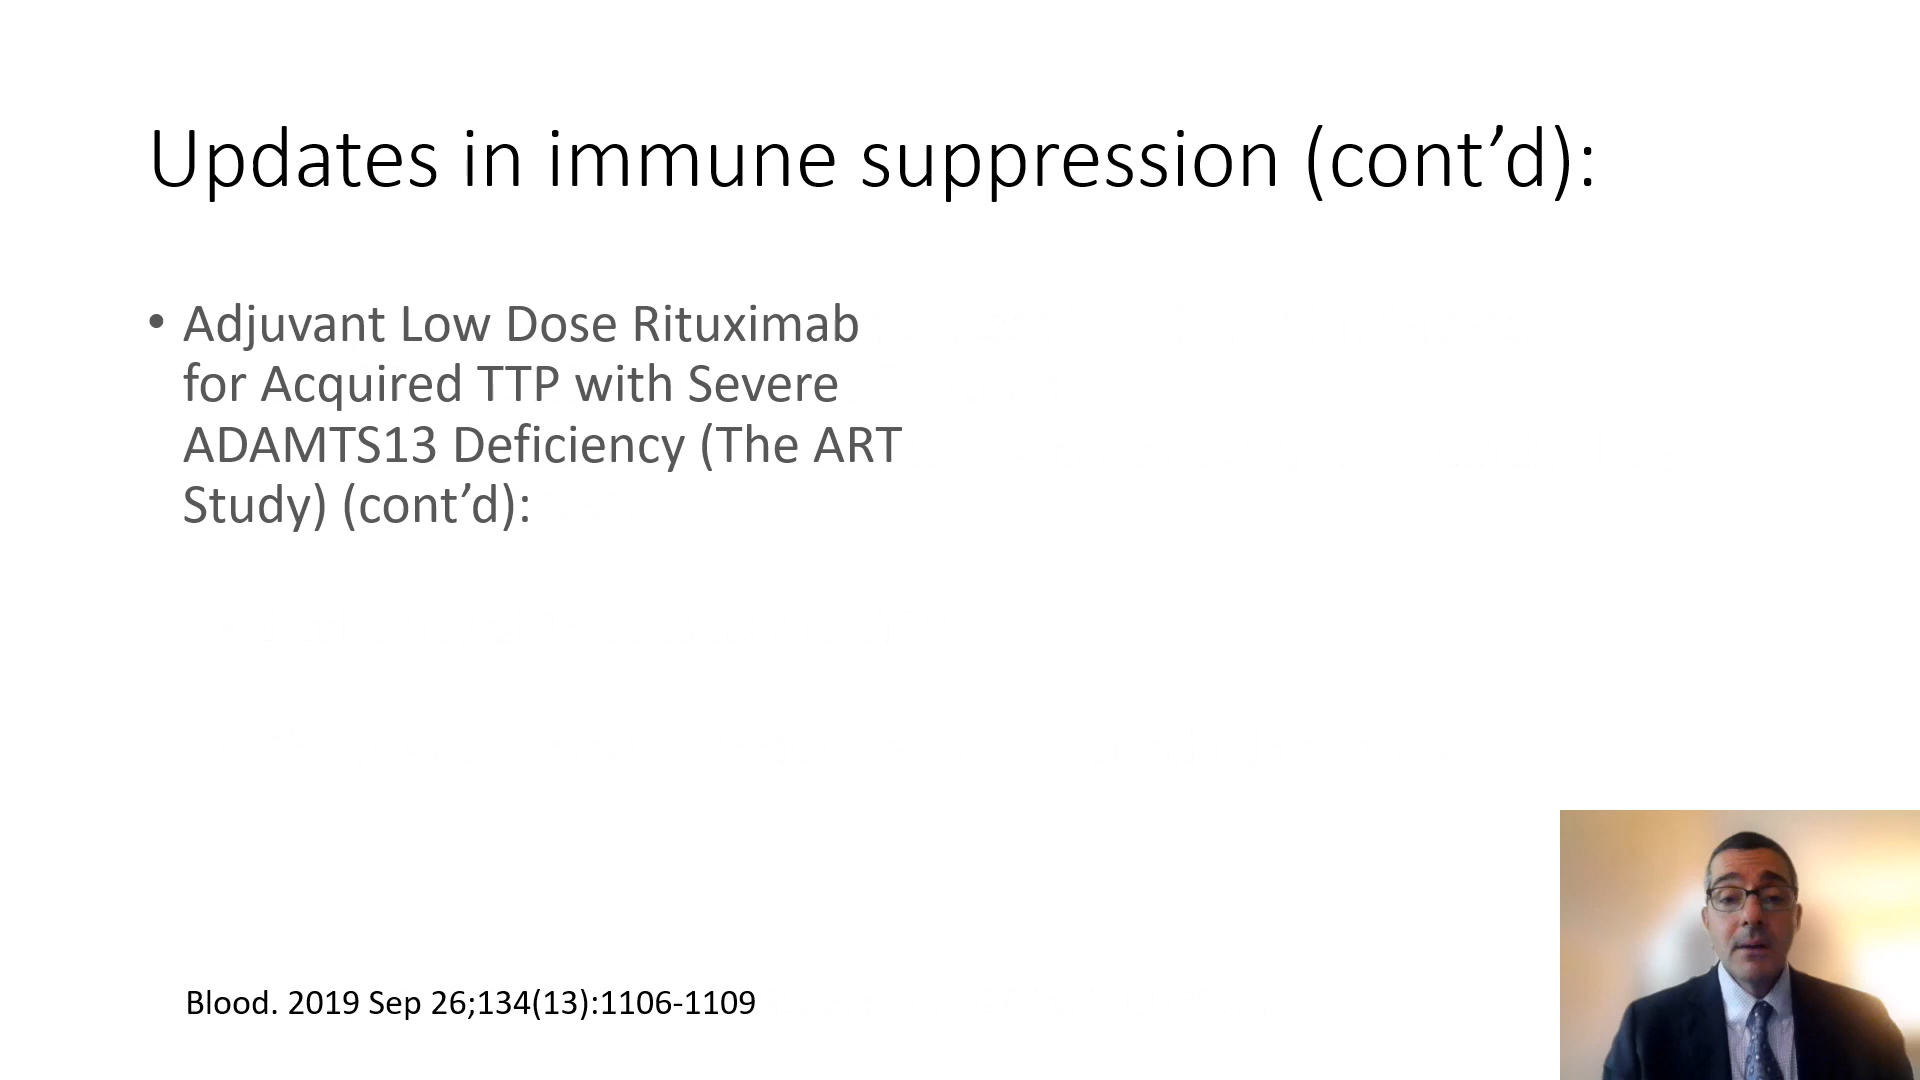 Updates in immune suppression (cont’d):
• Adjuvant Low Dose Rituximab
for Acquired TTP with Severe
ADAMTS13 Deficiency (The ART
Study) (cont’d):
Blood. 2019 Sep 26;134(13):1106-1109